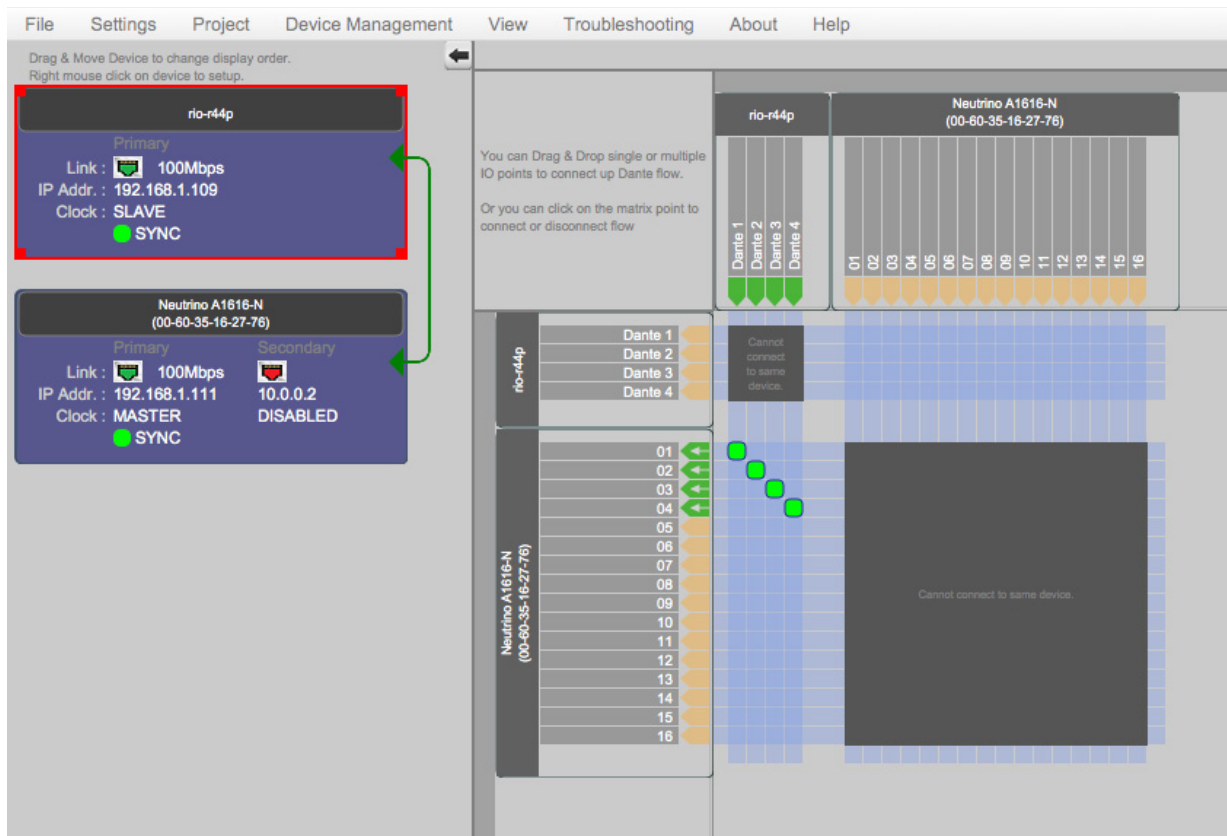 File Settings Project Device Management View Troubleshooting About Help
Drag & Move Device to change display order.
Right mouse click on device to setup.
rio-r44p
Primary
Link : 100Mbps
IP Addr. : 192.168.1.109
Clock : SLAVE
SYNC
Neutrino A1616-N
(00-60-35-16-27-76)
Primary Secondary
Link : 100Mbps
IP Addr. : 192.168.1.111 10.0.0.2
Clock : MASTER DISABLED
SYNC
You can Drag & Drop single or multiple
IO points to connect up Dante flow.
Or you can click on the matrix point to
connect or disconnect flow
rio-r44p
Dante 1
Dante 2
Dante 3
Dante 4
Neutrino A1616-N
(00-60-35-16-27-76)
01
02
03
04
05
06
07
08
09
10
11
12
13
14
15
16
rio-r44p
Dante 1
Dante 2
Dante 3
Dante 4
Cannot
connect
to same
device.
Neutrino A1616-N
(00-60-35-16-27-76)
01
02
03
04
05
06
07
08
09
10
11
12
13
14
15
16
Cannot connect to same device.